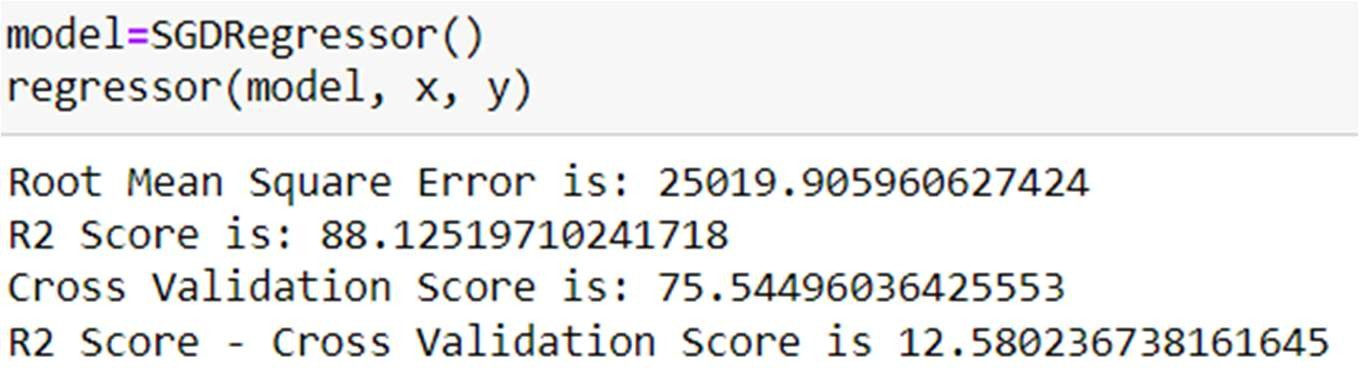 model=SGDRegressor()
regressor(model, x, y)
Root Mean Square Error is: 25019.905960627424
R2 Score is: 88.12519710241718
Cross Validation Score is: 75.54496036425553
R2 Score - Cross Validation Score is 12.580236738161645